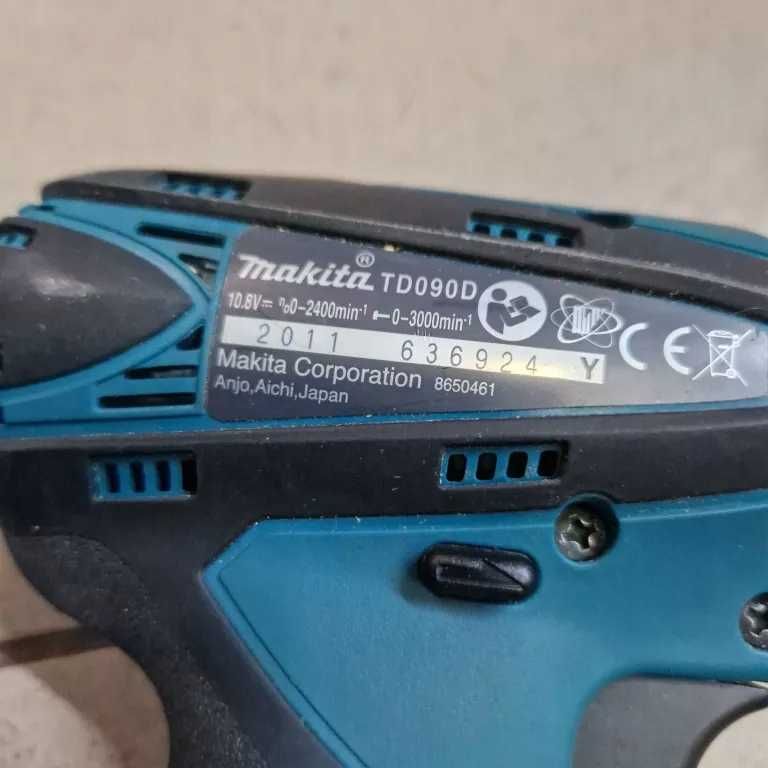 makita® TD090D
10.8V⎓ n₀0-2400min⁻¹ 0-3000min⁻¹
2011 636924 Y
CE
Makita Corporation 8650461
Anjo,Aichi,Japan